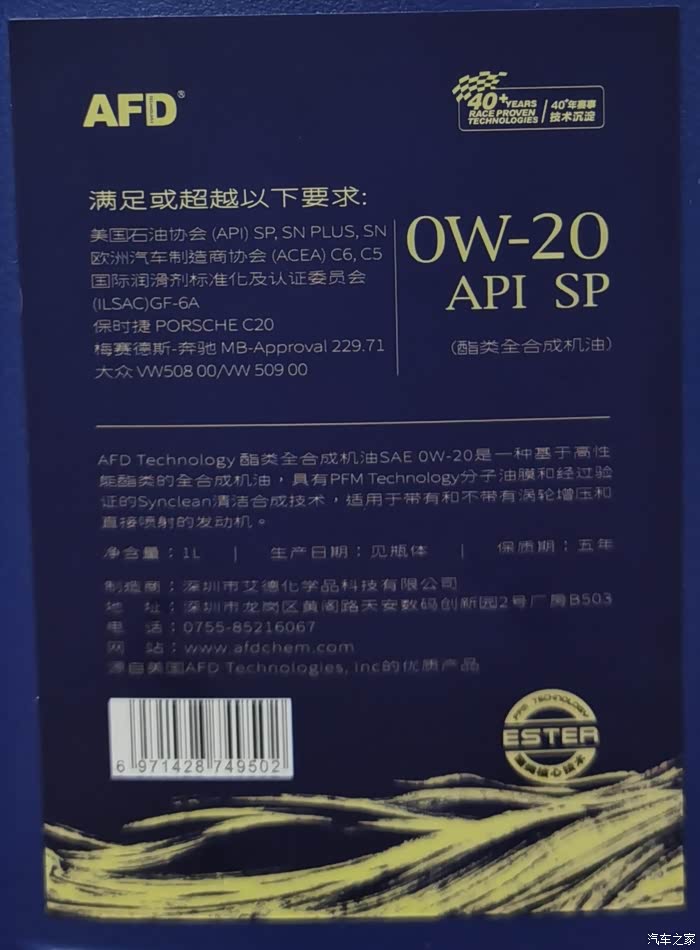 AFD®
40+YEARS
RACE PROVEN
TECHNOLOGIES
40+年赛事
技术沉淀
满足或超越以下要求:
美国石油协会 (API) SP, SN PLUS, SN
欧洲汽车制造商协会 (ACEA) C6, C5
国际润滑剂标准化及认证委员会
(ILSAC)GF-6A
保时捷 PORSCHE C20
梅赛德斯-奔驰 MB-Approval 229.71
大众 VW508 00/VW 509 00
0W-20
API SP
(酯类全合成机油)
AFD Technology 酯类全合成机油SAE 0W-20是一种基于高性
能酯类的全合成机油，具有PFM Technology分子油膜和经过验
证的Synclean清洁合成技术，适用于带有和不带有涡轮增压和
直接喷射的发动机。
净含量：1L | 生产日期：见瓶体 | 保质期：五年
制造商：深圳市艾德化学品科技有限公司
地 址：深圳市龙岗区黄阁路天安数码创新园2号厂房B503
电 话：0755-85216067
网 站：www.afdchem.com
源自美国AFD Technologies, Inc的优质产品
6 971428 749502
PFM TECHNOLOGY
ESTER
核心技术
汽车之家